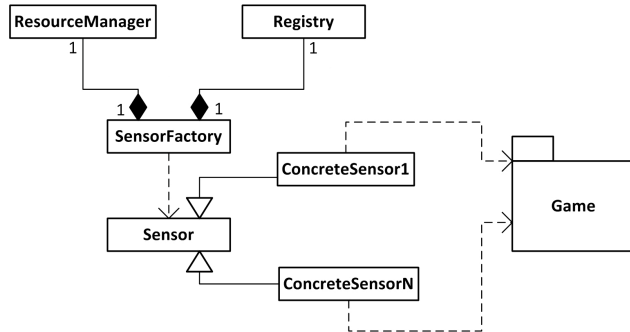 ResourceManager
Registry
1
1
1
1
SensorFactory
ConcreteSensor1
Game
Sensor
ConcreteSensorN